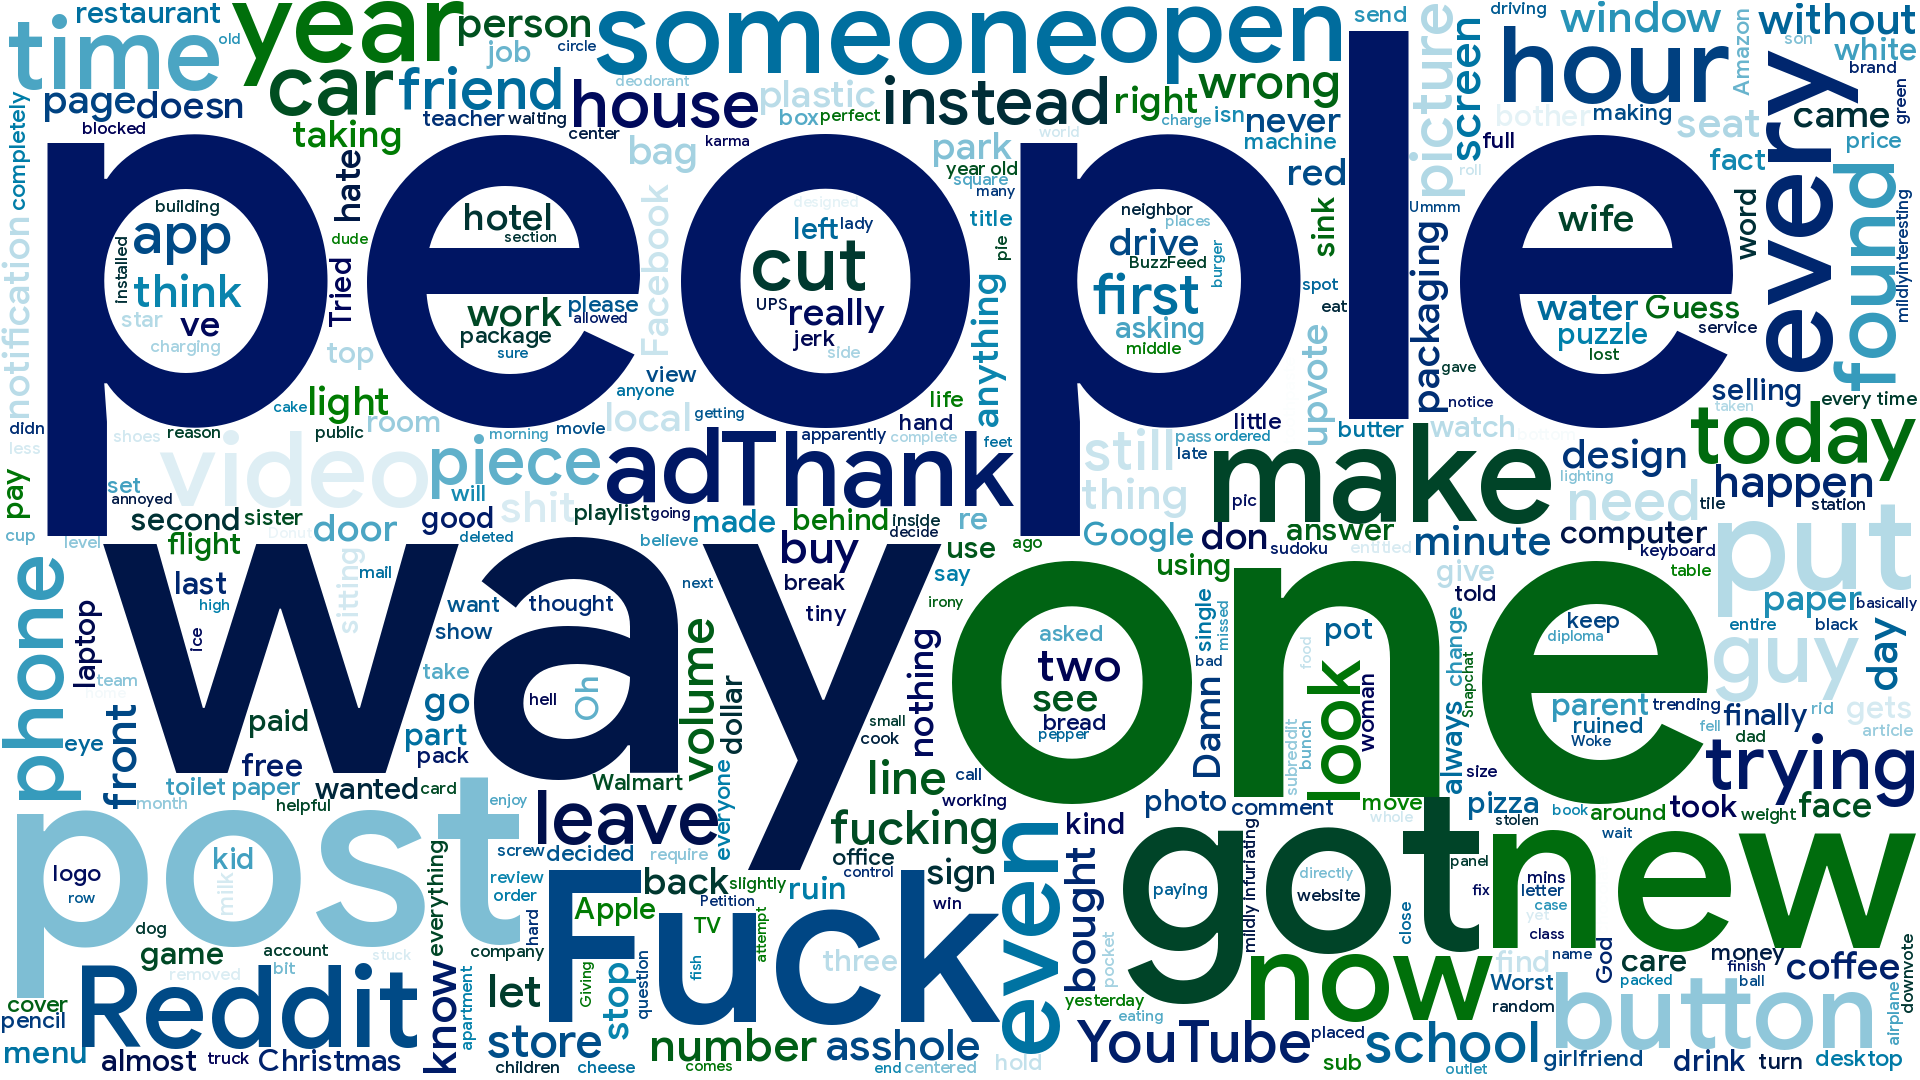 restaurant
time
old
year
person
job
circle
someone
open
send
driving
window
without
son
white
brand
car
friend
deodorant
hour
Amazon
page
doesn
house
plastic
instead
right
wrong
picture
screen
every
green
completely
blocked
taking
teacher
waiting
center
box
perfect
karma
world
charge
isn
never
machine
bother
making
full
seat
came
price
fact
hate
bag
park
year old
square
many
red
roll
found
people
building
app
installed
think
star
ve
charging
dude
Tried
top
hotel
section
work
please
allowed
package
sure
designed
left
lady
cut
UPS
really
jerk
side
title
pie
anything
neighbor
places
drive
BuzzFeed
burger
first
asking
middle
sink
spot
eat
Ummm
packaging
wife
water
Guess
puzzle
service
lost
word
mildlyinteresting
notification
Facebook
view
anyone
upvote
gave
notice
selling
every time
taken
didn
less
cake
light
shoes
reason
public
room
local
getting
life
hand
morning
movie
apparently
complete
feet
little
butter
watch
bottom
today
pay
set
annoyed
video
piece
will
shit
ad
Thank
still
thing
pass
ordered
late
make
pic
design
lighting
need
happen
tile
station
cup
level
second
sister
flight
Donut
door
good
deleted
playlist
going
made
behind
inside
decide
re
believe
buy
use
ago
Google
don
answer
sudoku
entitled
using
minute
computer
keyboard
put
phone
laptop
last
high
ice
sitting
mail
want
show
thought
way
next
break
tiny
say
irony
one
asked
two
see
bread
pepper
single
missed
bad
food
pot
look
woman
give
told
change
Snapchat
always
table
keep
diploma
parent
trending
ruined
Woke
paper
basically
entire
black
guy
day
team
home
eye
front
paid
free
take
go
part
pack
hell
Oh
volume
dollar
nothing
small
cook
Damn
subreddit
bunch
finally
rid
gets
fell
dad
article
trying
toilet paper
month
helpful
wanted
card
enjoy
Walmart
leave
everyone
line
call
working
photo
comment
move
whole
size
pizza
stolen
book
around
took
weight
face
wait
post
logo
row
kid
milk
everything
screw
decided
require
fucking
office
control
kind
got
paying
directly
website
mildly infuriating
panel
fix
new
mins
letter
case
yet
class
review
order
hard
Fuck
back
slightly
ruin
sign
win
Apple
Petition
TV
attempt
even
bought
pocket
close
dog
game
account
bit
removed
stuck
company
Giving
stop
question
fish
three
now
find
name
God
care
money
finish
packed
ball
coffee
downvote
cover
pencil
menu
Reddit
almost
truck
Christmas
know
apartment
let
store
children
cheese
number
comes
asshole
end
centered
hold
yesterday
eating
YouTube
placed
sub
school
outlet
Worst
random
button
girlfriend
drink
turn
desktop
airplane